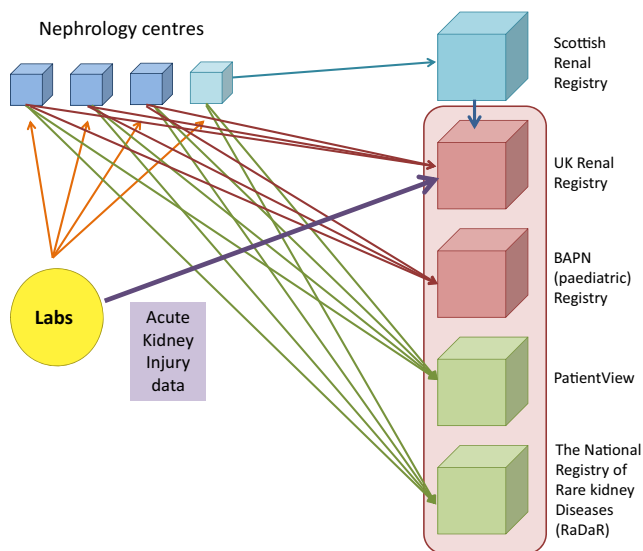 Nephrology centres
Scottish
Renal
Registry
UK Renal
Registry
BAPN
(paediatric)
Registry
Labs
Acute
Kidney
Injury
data
PatientView
The National
Registry of
Rare kidney
Diseases
(RaDaR)